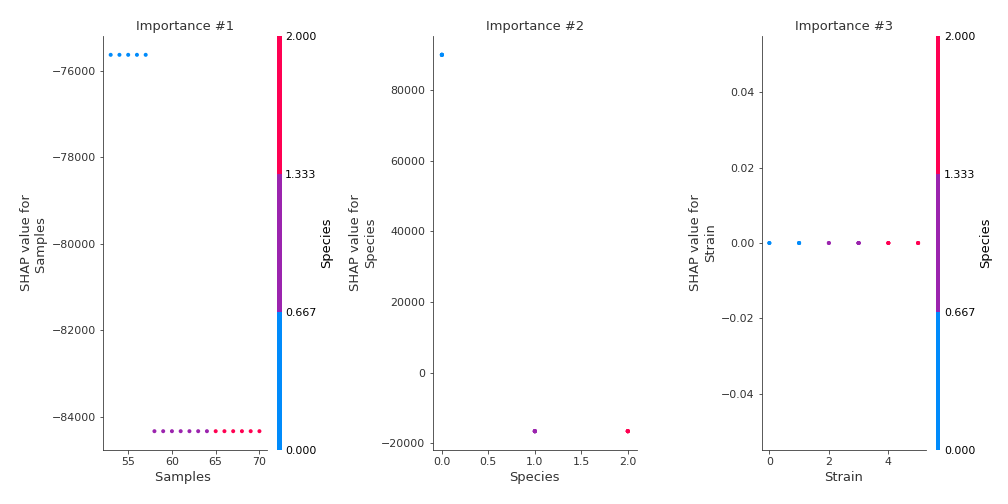 Importance #1
SHAP value for
Samples
−76000
−78000
−80000
−82000
−84000
55
60
65
70
Samples
2.000
1.333
0.667
0.000
Species
Importance #2
SHAP value for
Species
80000
60000
40000
20000
0
−20000
0.0
0.5
1.0
1.5
2.0
Species
Importance #3
SHAP value for
Strain
0.04
0.02
0.00
−0.02
−0.04
0
2
4
Strain
2.000
1.333
0.667
0.000
Species